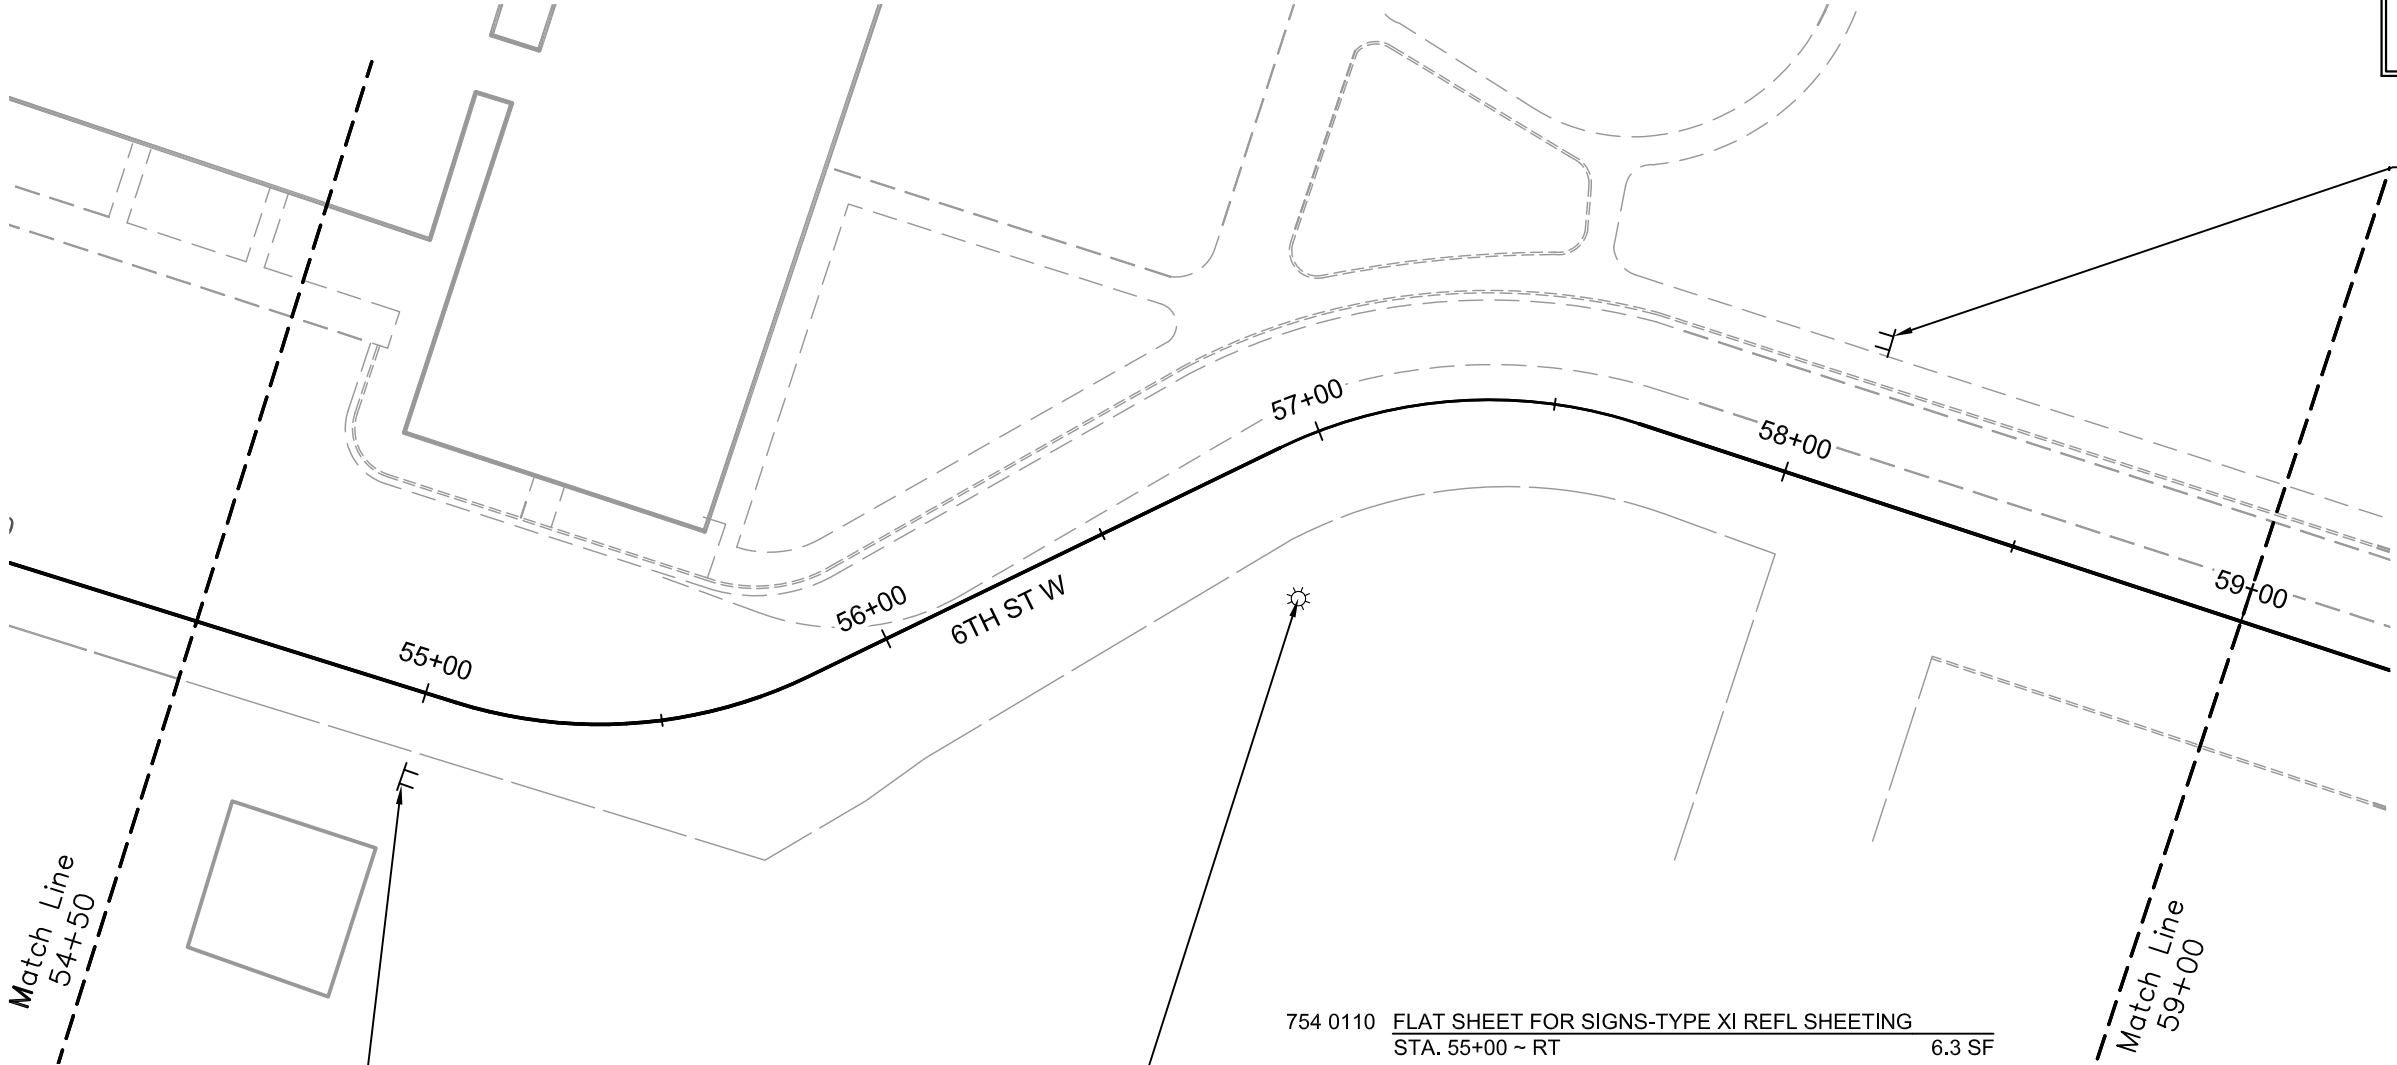 57+00
58+00
59+00
56+00
6TH ST W
55+00
Match Line
54+50
Match Line
59+00
754 0110 FLAT SHEET FOR SIGNS-TYPE XI REFL SHEETING
STA. 55+00 ~ RT 6.3 SF